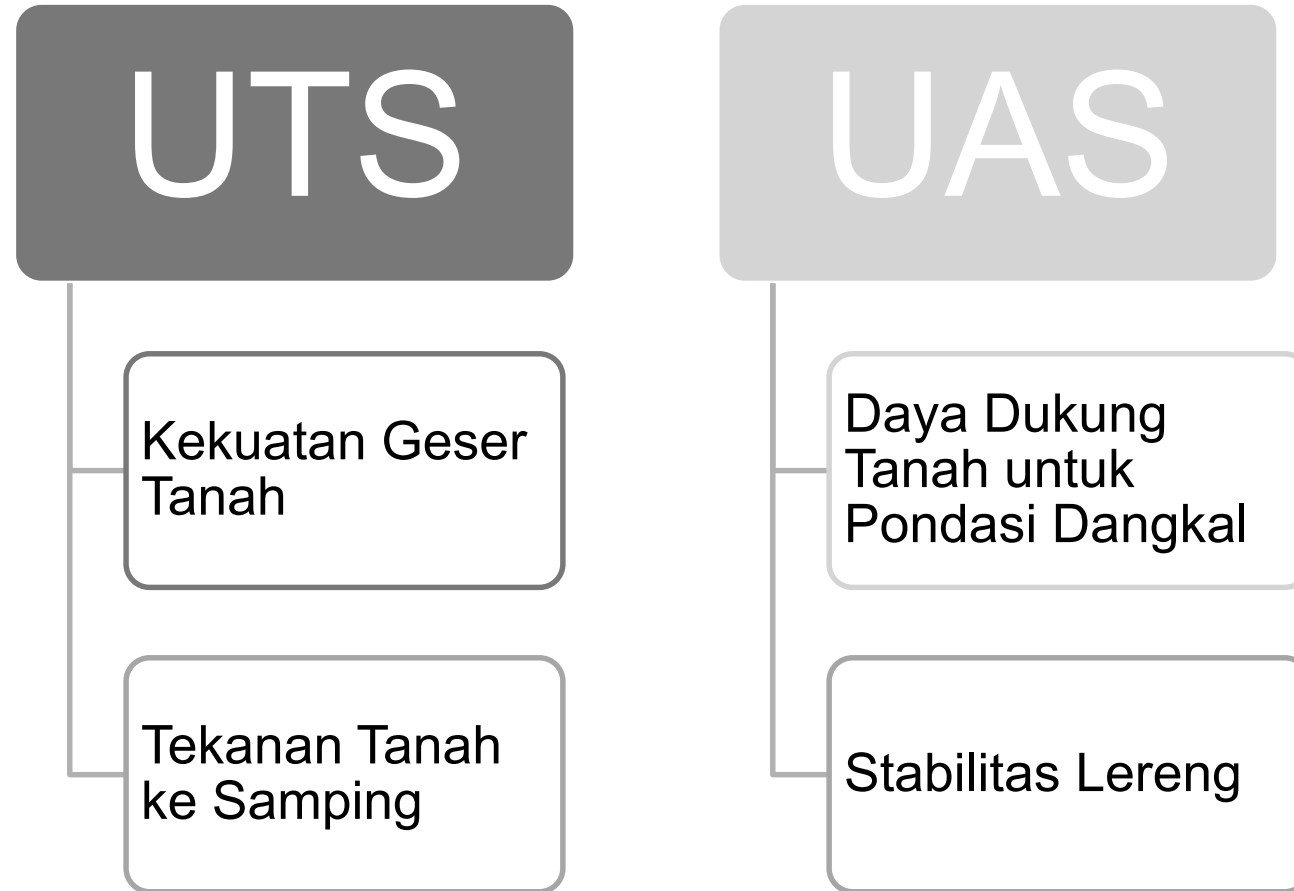 UTS
Kekuatan Geser
Tanah
Tekanan Tanah
ke Samping
UAS
Daya Dukung
Tanah untuk
Pondasi Dangkal
Stabilitas Lereng